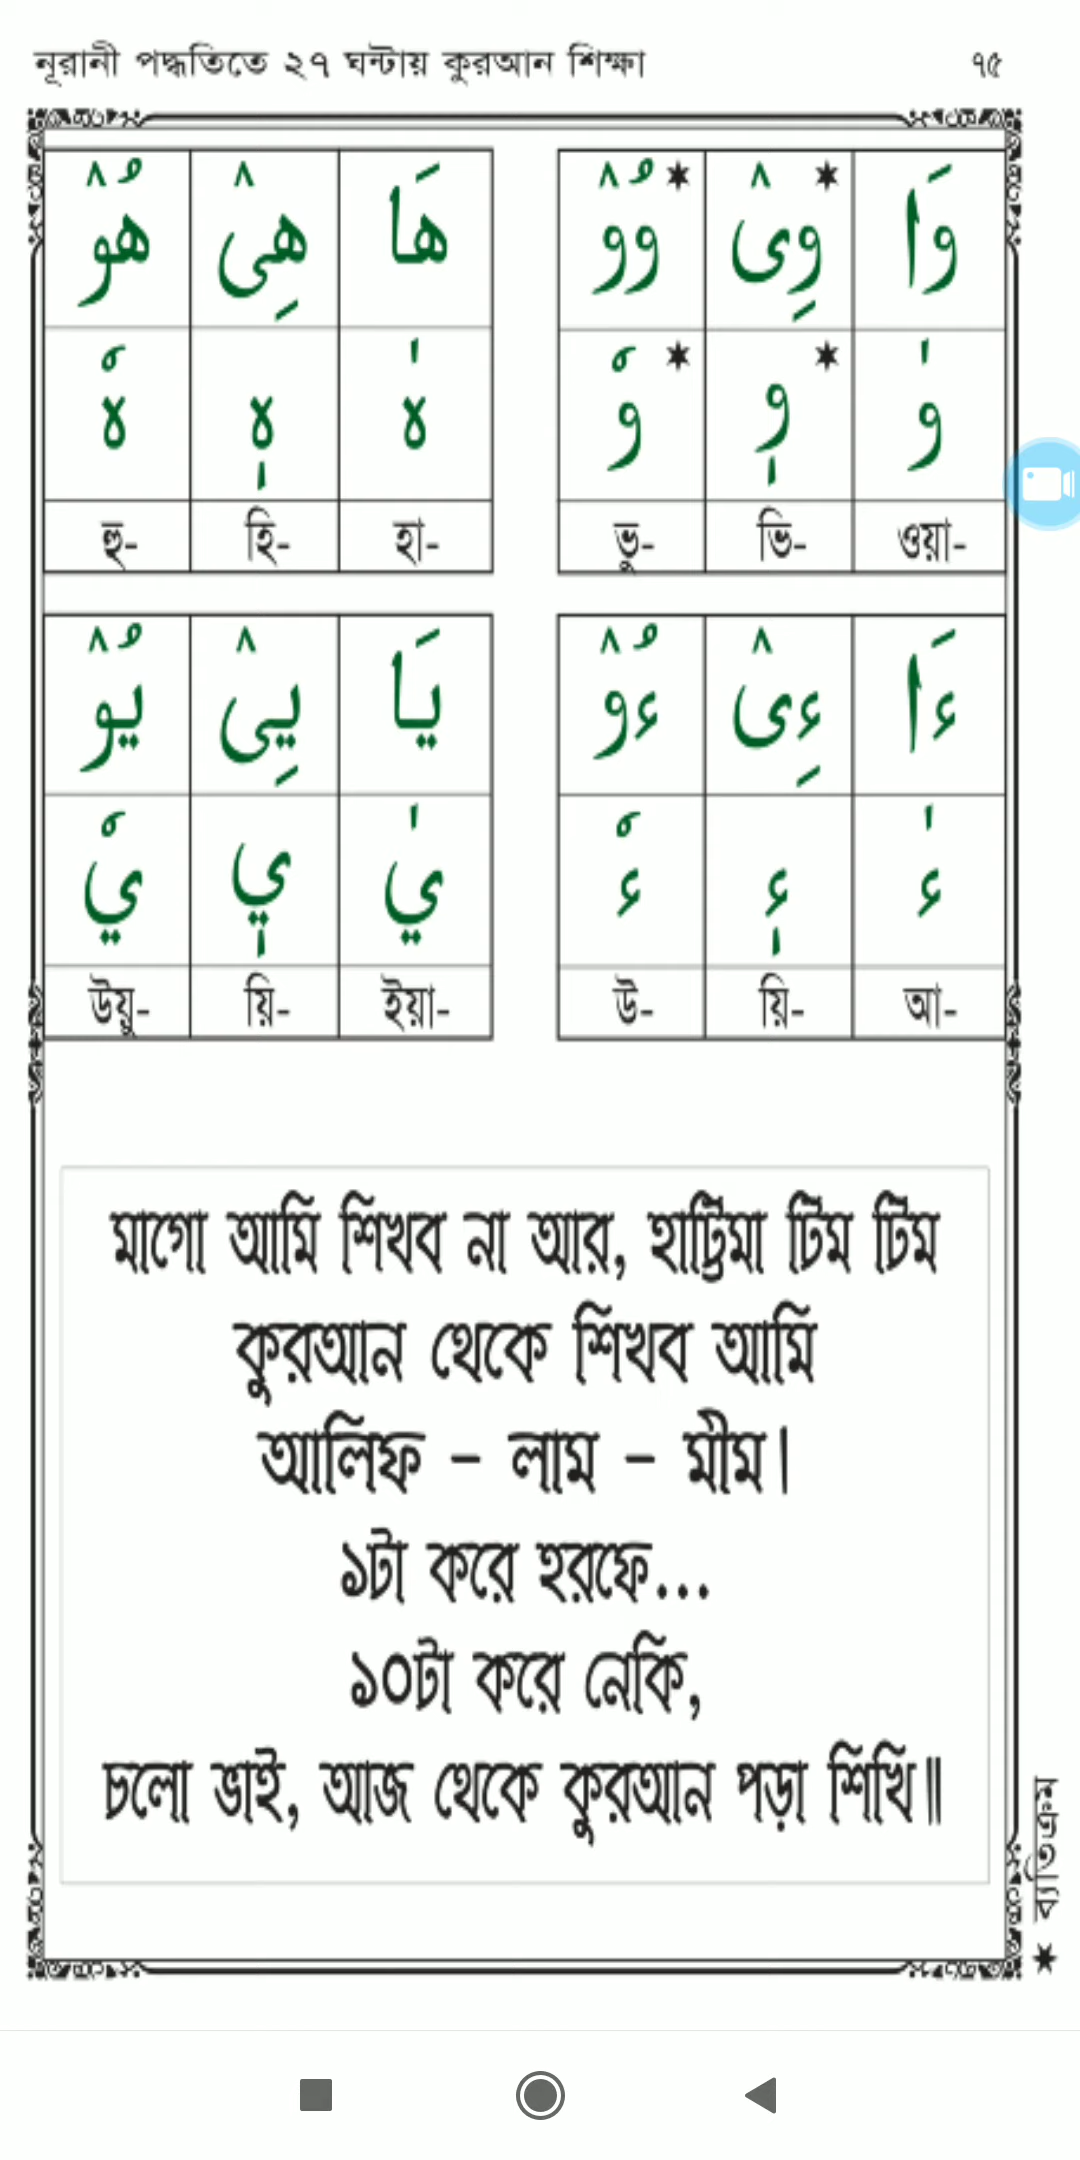 নূরানী পদ্ধতিতে ২৭ ঘন্টায় কুরআন শিক্ষা ৭৫
وَا وِىْ * وُوْ *
وٰ وٖ * وٗ *
ওয়া- ভি- ভু-
هَا هِىْ هُوْ
هٰ هٖ هٗ
হা- হি- হু-
ءَا ءِىْ ءُوْ
ءٰ ءٖ ءٗ
আ- য়ি- উ-
يَا يِىْ يُوْ
يٰ يٖ يٗ
ইয়া- য়ি- উয়ু-
মাগো আমি শিখব না আর, হাট্টিমা টিম টিম
কুরআন থেকে শিখব আমি
আলিফ – লাম – মীম।
১টা করে হরফে...
১০টা করে নেকি,
চলো ভাই, আজ থেকে কুরআন পড়া শিখি॥
* ব্যতিক্রম